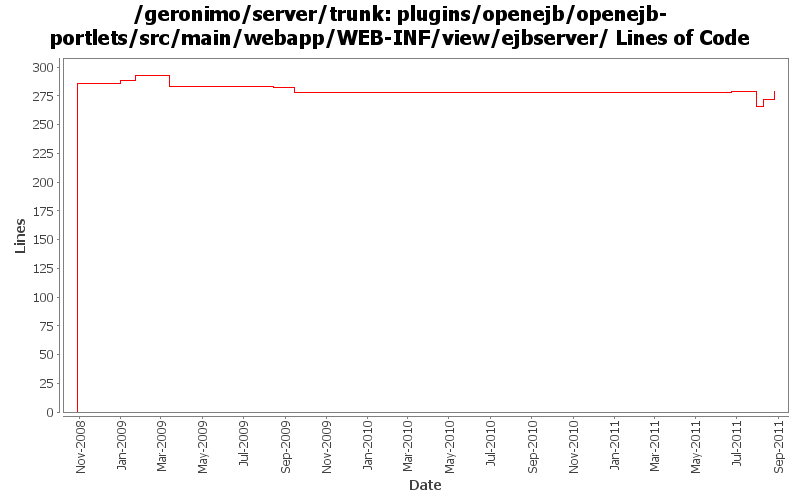 /geronimo/server/trunk: plugins/openejb/openejb-
portlets/src/main/webapp/WEB-INF/view/ejbserver/ Lines of Code
Lines
300
275
250
225
200
175
150
125
100
75
50
25
0
Nov-2008
Jan-2009
Mar-2009
May-2009
Jul-2009
Sep-2009
Nov-2009
Jan-2010
Mar-2010
May-2010
Jul-2010
Sep-2010
Nov-2010
Jan-2011
Mar-2011
May-2011
Jul-2011
Sep-2011
Date